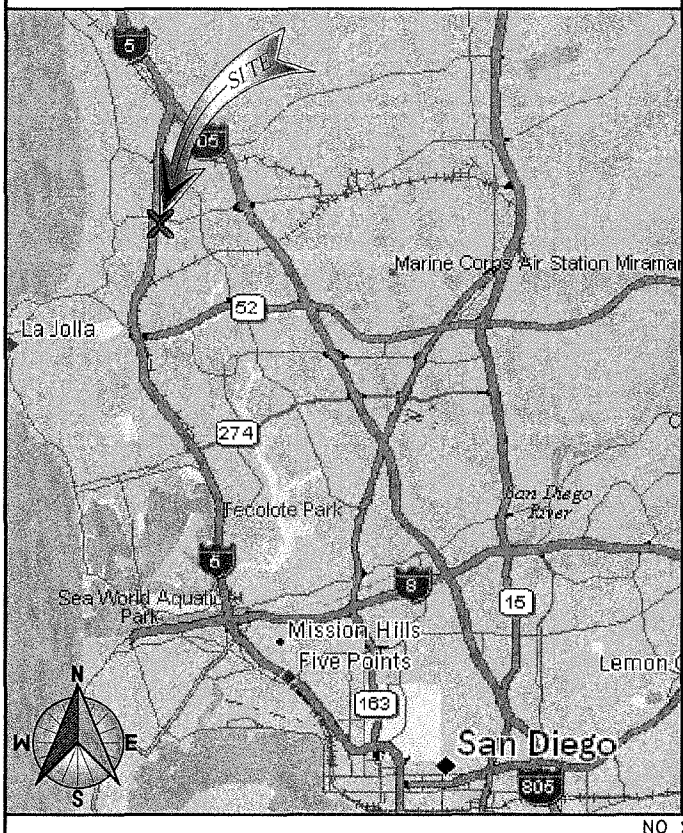 5
SITE
05
Marine Corps Air Station Miramar
52
La Jolla
274
San Diego
River
Tecolote Park
5
8
Sea World Aquatic
Park
15
Mission Hills
Five Points
Lemon
N
163
W
E
San Diego
S
805
NO